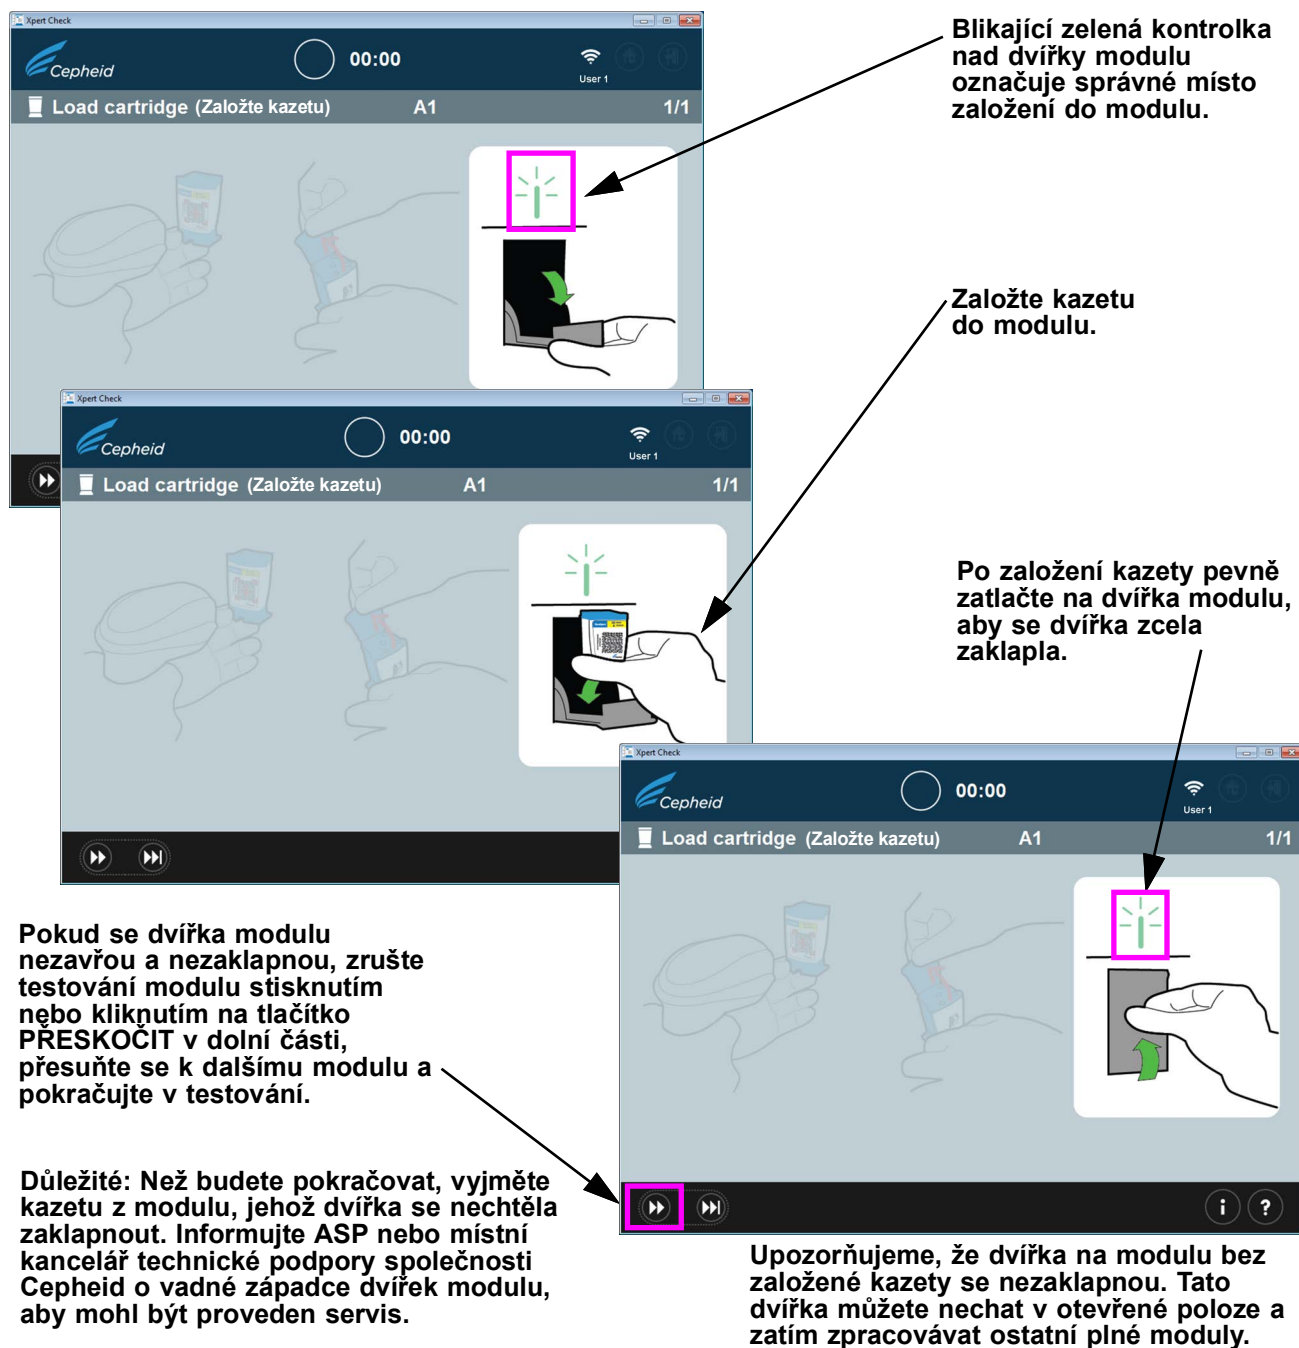 Xpert Check
Cepheid
00:00
User 1
Load cartridge (Založte kazetu) A1 1/1
Blikající zelená kontrolka
nad dvířky modulu
označuje správné místo
založení do modulu.
Založte kazetu
do modulu.
Xpert Check
Cepheid
00:00
User 1
Load cartridge (Založte kazetu) A1 1/1
Po založení kazety pevně
zatlačte na dvířka modulu,
aby se dvířka zcela
zaklapla.
Xpert Check
Cepheid
00:00
User 1
Load cartridge (Založte kazetu) A1 1/1
Pokud se dvířka modulu
nezavřou a nezaklapnou, zrušte
testování modulu stisknutím
nebo kliknutím na tlačítko
PŘESKOČIT v dolní části,
přesuňte se k dalšímu modulu a
pokračujte v testování.
Důležité: Než budete pokračovat, vyjměte
kazetu z modulu, jehož dvířka se nechtěla
zaklapnout. Informujte ASP nebo místní
kancelář technické podpory společnosti
Cepheid o vadné západce dvířek modulu,
aby mohl být proveden servis.
i ?
Upozorňujeme, že dvířka na modulu bez
založené kazety se nezaklapnou. Tato
dvířka můžete nechat v otevřené poloze a
zatím zpracovávat ostatní plné moduly.